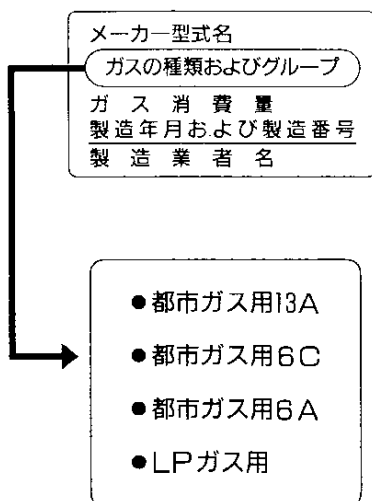 メーカー型式名
ガスの種類およびグループ
ガス消費量
製造年月および製造番号
製造業者名
●都市ガス用13A
●都市ガス用6C
●都市ガス用6A
●LPガス用